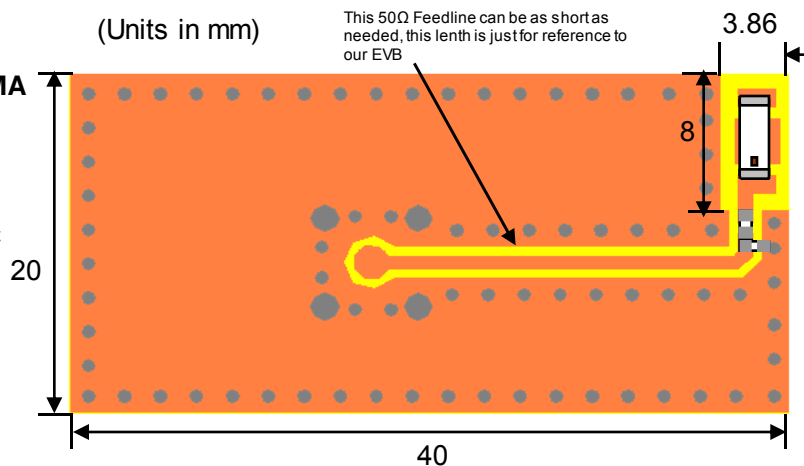 (Units in mm)
This 50Ω Feedline can be as short as
needed, this lenth is just for reference to
our EVB
3.86
MA
8
20
40